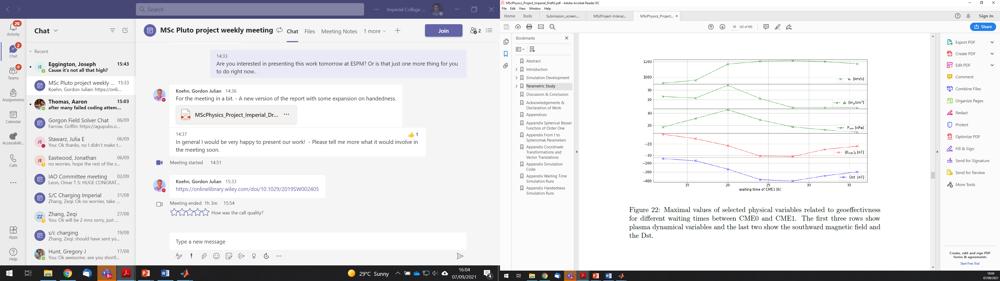 Search
Imperial College ...
20
Activity
2
Chat
@
Teams
Assignments
Calendar
Accessibilit...
Calls
Apps
Help
Chat
Recent
JE
Eggington, Joseph 15:43
Cause it's not all that high?
MSc Pluto project weekly ... 15:33
Koehn, Gordon Julian: https://onli...
Thomas, Aaron 15:03
after many failed coding attem...
Gorgon Field Solver Chat 06/09
Farrow, Griffin: https://agupubs.o...
JS
Stawarz, Julia E 06/09
You: Ok thanks, no I didn't make t...
JE
Eastwood, Jonathan 06/09
no worries. hope the rest of the s...
IAO Committee meeting 02/09
Leon, Omar T S: HUGE CONGRAT...
S/C Charging Imperial 31/08
Zhang, Zeqi: Ok no worries, take ...
ZZ
Zhang, Zeqi 27/08
You: Ok will be 2 mns sorry, just ...
s/c charging 19/08
Zhang, Zeqi: should have sent yo...
Hunt, Gregory J 17/08
You: Ok awesome, see you shortl...
MSc Pluto project weekly meeting Chat Files Meeting Notes 1 more Join 2
14:33
Are you interested in presenting this work tomorrow at ESPM? Or is that just one more thing for you
to do right now..
Koehn, Gordon Julian 14:36
For the meeting in a bit. - A new version of the report with some expansion on handedness.
MScPhysics_Project_Imperial_Dr... ...
14:37 1
In general I would be very happy to present our work! - Please tell me more what it would involve in
the meeting soon.
Meeting started 14:51
Koehn, Gordon Julian 15:33
https://onlinelibrary.wiley.com/doi/10.1029/2019SW002405
Meeting ended 1h 3m 15:54
How was the call quality?
Type a new message
9+
29°C Sunny
16:04
07/09/2021
4
MScPhysics_Project_Imperial_Draft2.pdf - Adobe Acrobat Reader DC
File Edit View Window Help
Home Tools Submission_screen.... MScProject-Interac... MScPhysics_Project... × Sign In
38 (42 of 68) Share
Bookmarks
Abstract
Introduction
Simulation Development
Parametric Study
Discussion & Conclusion
Acknowledgements &
Declaration of Work
Appendices
Appendix Spherical Bessel
Function of Order One
Appendix From t to
Spheromak Parameters
Appendix Coordinate
Transformations and
Vector Translations
Appendix Simulation
Code
Appendix Waiting Time
Simulation Runs
Appendix Handedness
Simulation Runs
1200
1000
vr [km/s]
30
20
ρr [mp/cm³]
40
20
Pram [nPa]
−20
−30
(BGSE)z [nT]
−200
−300
−400
Dst [nT]
15 20 25 30 35
waiting time of CME1 [h]
Figure 22: Maximal values of selected physical variables related to geoeffectivness
for different waiting times between CME0 and CME1. The first three rows show
plasma dynamical variables and the last two show the southward magnetic field and
the Dst.
Export PDF
Create PDF
Edit PDF
Comment
Combine Files
Organize Pages
Redact
Protect
Optimize PDF
Fill & Sign
Send for Signature
Send for Review
More Tools
Create, edit and sign PDF
forms & agreements
Start Free Trial
9+
16:04
07/09/2021